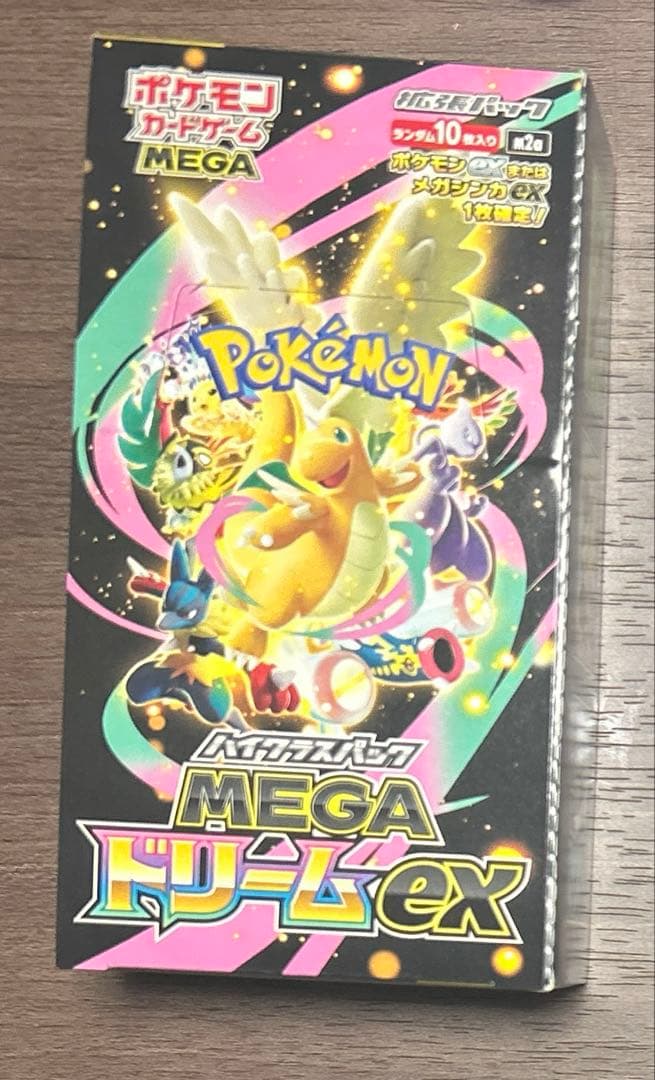 ポケモン
カードゲーム
MEGA
拡張パック
ランダム10枚入り m2a
ポケモンexまたは
メガシンカex
1枚確定!
POKéMON
ハイクラスパック
MEGA
ドリームex